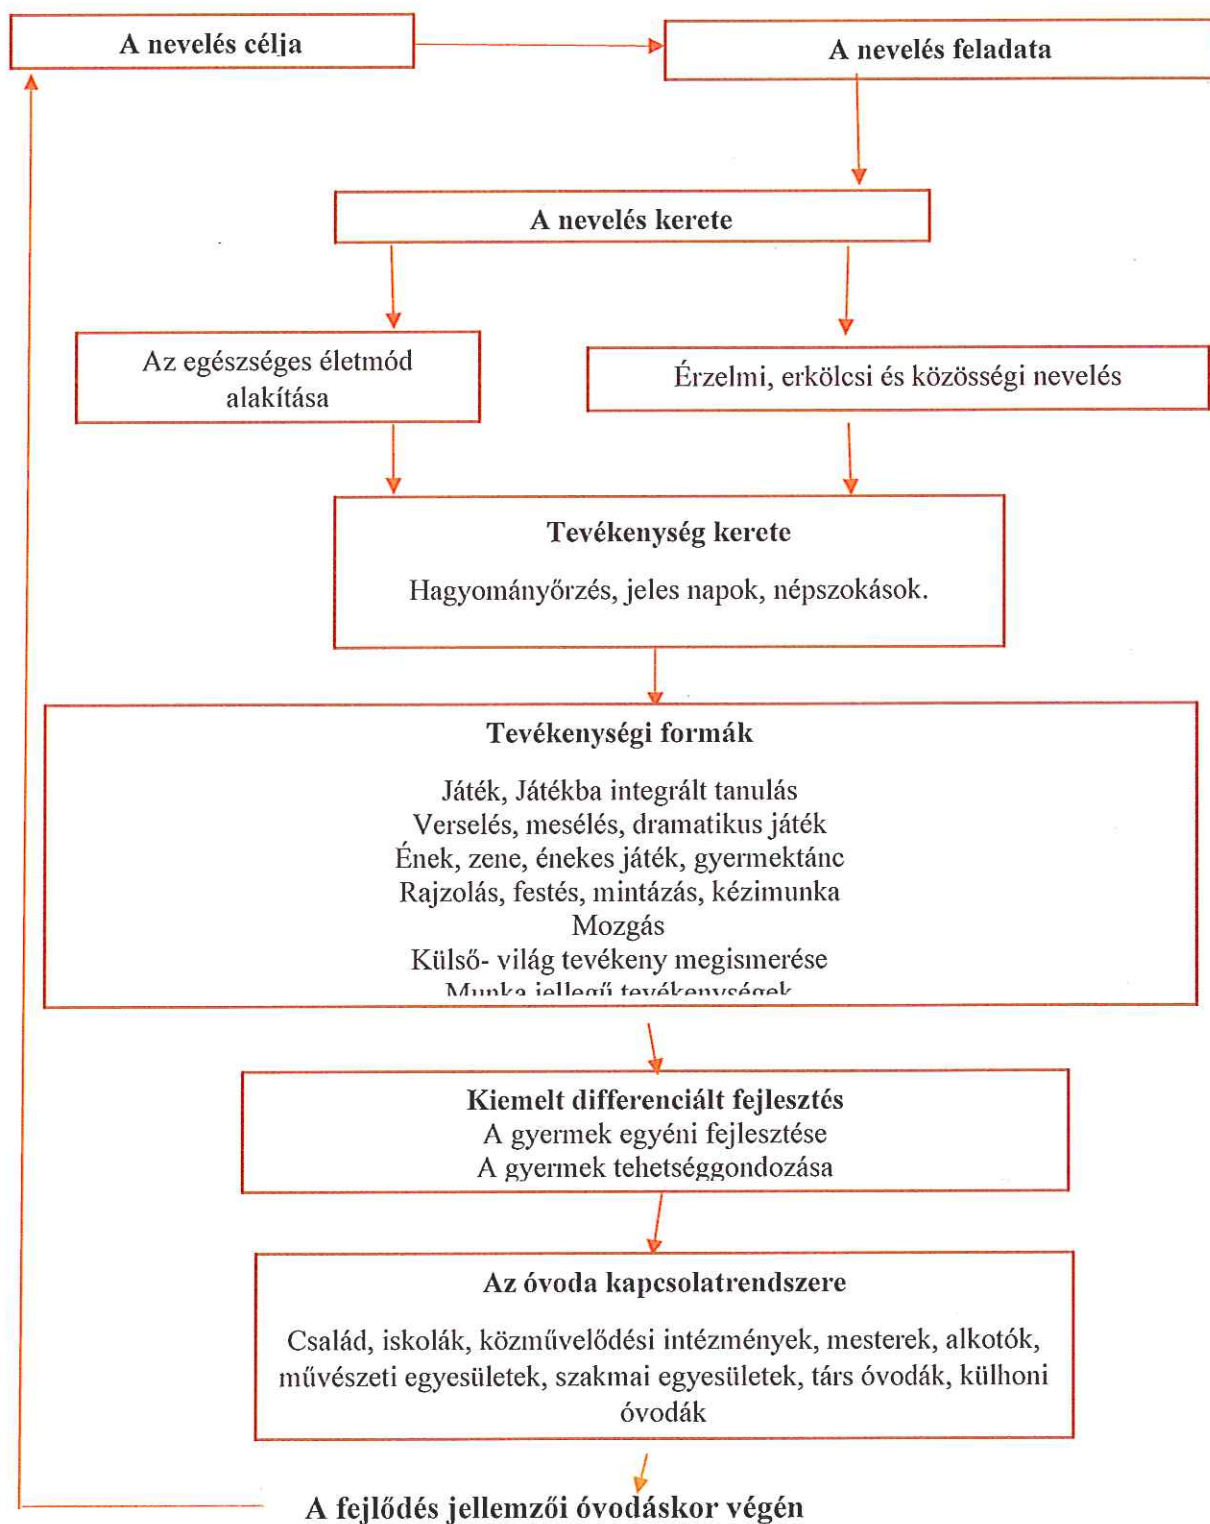 A nevelés célja
A nevelés feladata
A nevelés kerete
Az egészséges életmód
alakítása
Érzelmi, erkölcsi és közösségi nevelés
Tevékenység kerete
Hagyományőrzés, jeles napok, népszokások.
Tevékenységi formák
Játék, Játékba integrált tanulás
Verselés, mesélés, dramatikus játék
Ének, zene, énekes játék, gyermektánc
Rajzolás, festés, mintázás, kézimunka
Mozgás
Külső- világ tevékeny megismerése
Munka jellegű tevékenységek
Kiemelt differenciált fejlesztés
A gyermek egyéni fejlesztése
A gyermek tehetséggondozása
Az óvoda kapcsolatrendszere
Család, iskolák, közművelődési intézmények, mesterek, alkotók,
művészeti egyesületek, szakmai egyesületek, társ óvodák, külhoni
óvodák
A fejlődés jellemzői óvodáskor végén